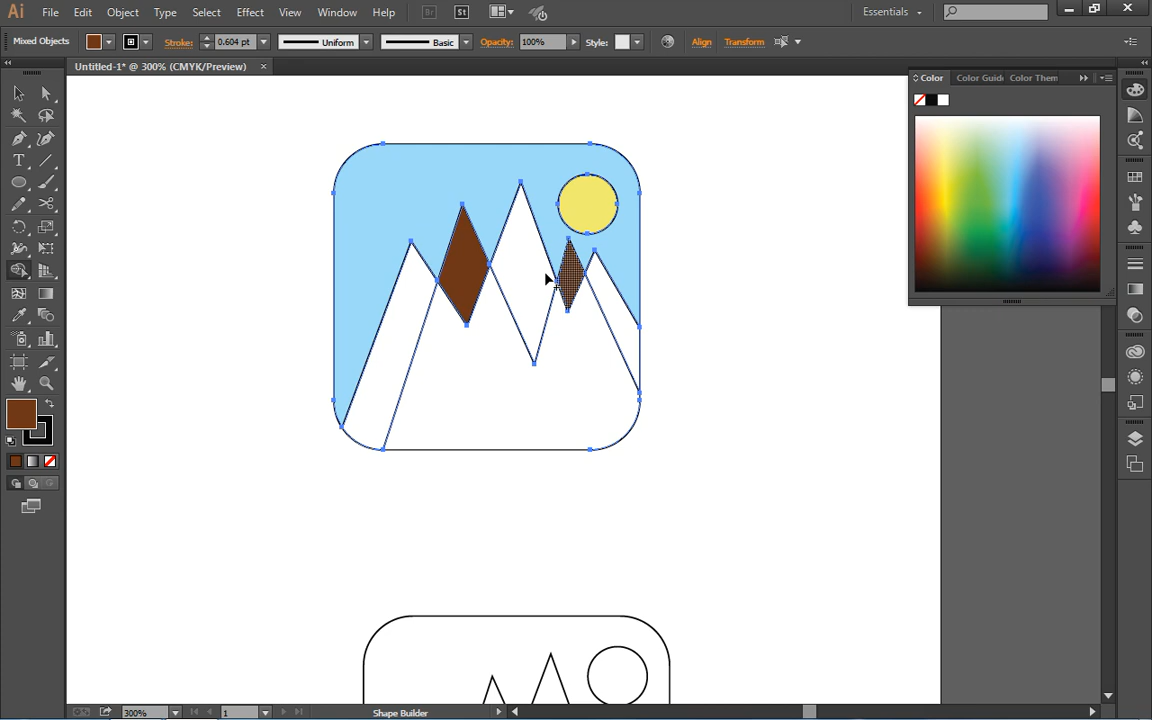 Ai File Edit Object Type Select Effect View Window Help Br St Essentials
Mixed Objects Stroke: 0.604 pt Uniform Basic Opacity: 100% Style: Align Transform
Untitled-1* @ 300% (CMYK/Preview) ×
Color Color Guide Color Them
T
300% 1 Shape Builder